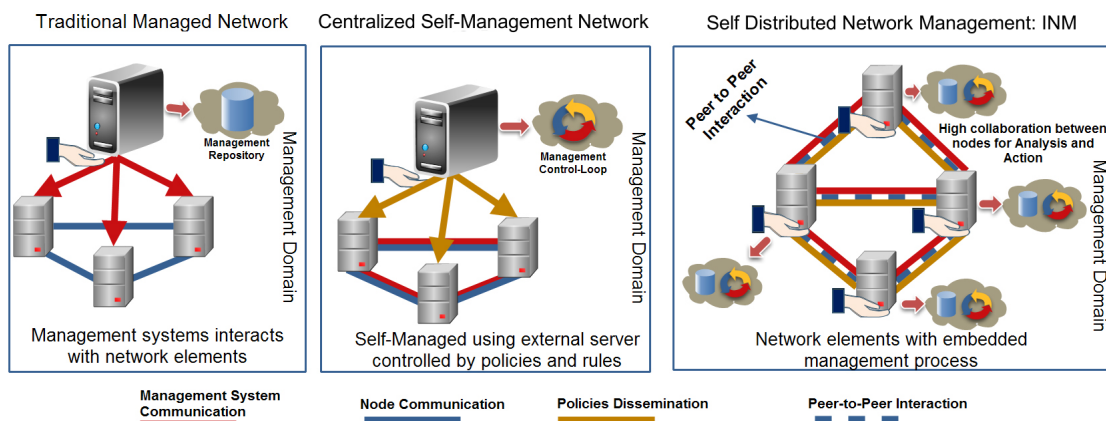 Traditional Managed Network
Centralized Self-Management Network
Self Distributed Network Management: INM
Management
Repository
Management Domain
Management systems interacts
with network elements
Management
Control-Loop
Management Domain
Self-Managed using external server
controlled by policies and rules
Peer to Peer
Interaction
High collaboration between
nodes for Analysis and
Action
Management Domain
Network elements with embedded
management process
Management System
Communication
Node Communication
Policies Dissemination
Peer-to-Peer Interaction